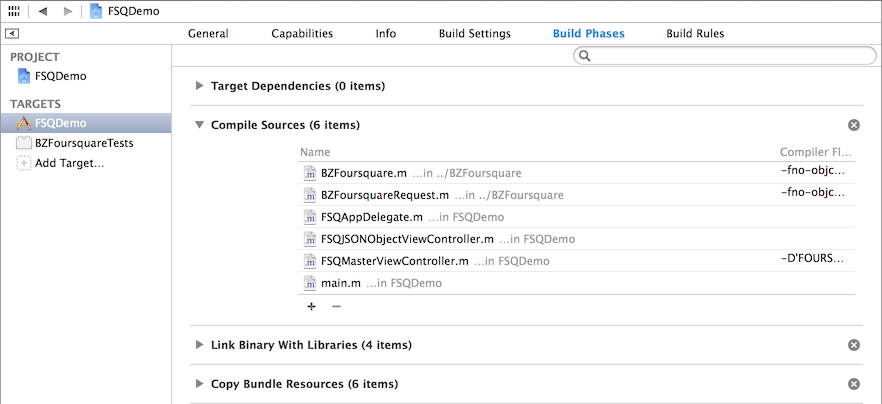 FSQDemo
General Capabilities Info Build Settings Build Phases Build Rules
PROJECT
FSQDemo
TARGETS
FSQDemo
BZFoursquareTests
Add Target...
Target Dependencies (0 items)
Compile Sources (6 items)
Name Compiler Fl...
BZFoursquare.m ...in ../BZFoursquare -fno-objc...
BZFoursquareRequest.m ...in ../BZFoursquare -fno-objc...
FSQAppDelegate.m ...in FSQDemo
FSQJSONObjectViewController.m ...in FSQDemo
FSQMasterViewController.m ...in FSQDemo -D'FOURS...
main.m ...in FSQDemo
Link Binary With Libraries (4 items)
Copy Bundle Resources (6 items)